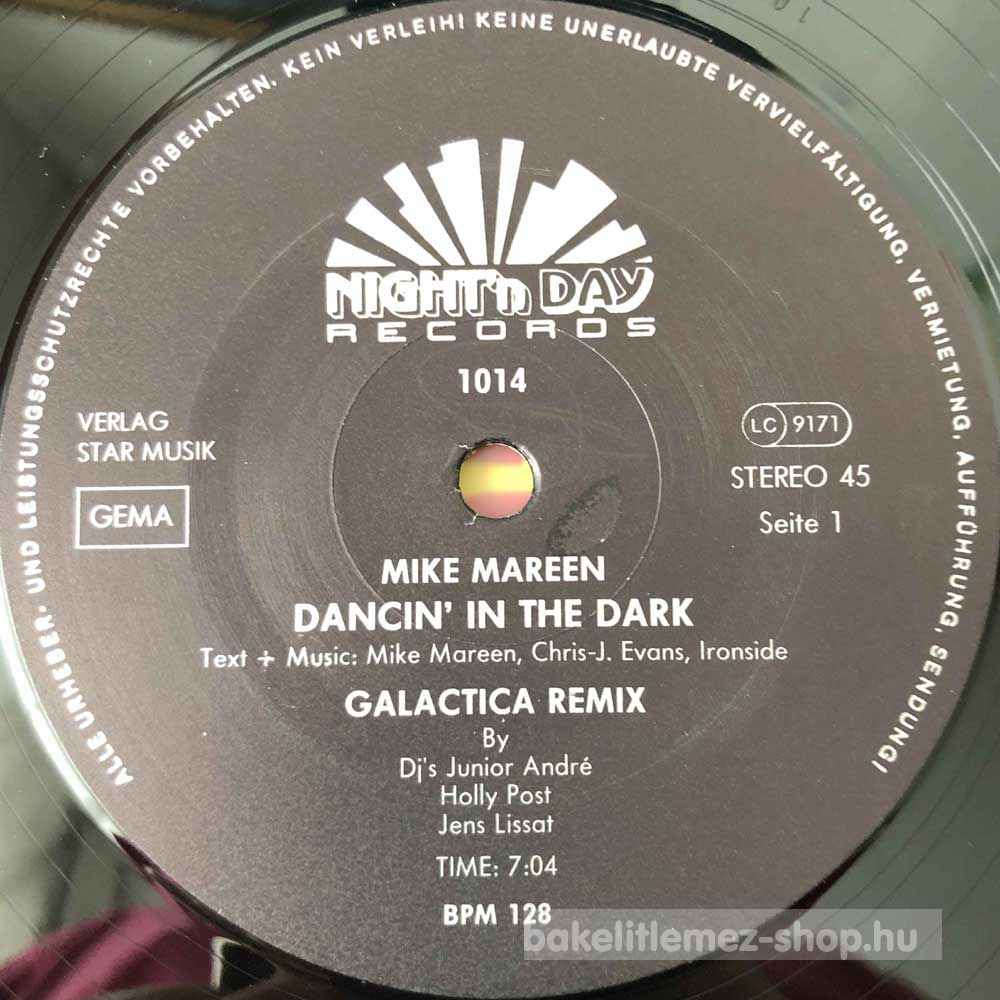 ALLE URHEBER- UND LEISTUNGSSCHUTZRECHTE VORBEHALTEN. KEIN VERLEIH! KEINE UNERLAUBTE VERVIELFÄLTIGUNG, VERMIETUNG, AUFFÜHRUNG, SENDUNG!
NIGHT'n DAY
RECORDS
1014
VERLAG
STAR MUSIK
GEMA
LC 9171
STEREO 45
Seite 1
MIKE MAREEN
DANCIN' IN THE DARK
Text + Music: Mike Mareen, Chris-J. Evans, Ironside
GALACTICA REMIX
By
Dj's Junior André
Holly Post
Jens Lissat
TIME: 7:04
BPM 128
bakelitlemez-shop.hu